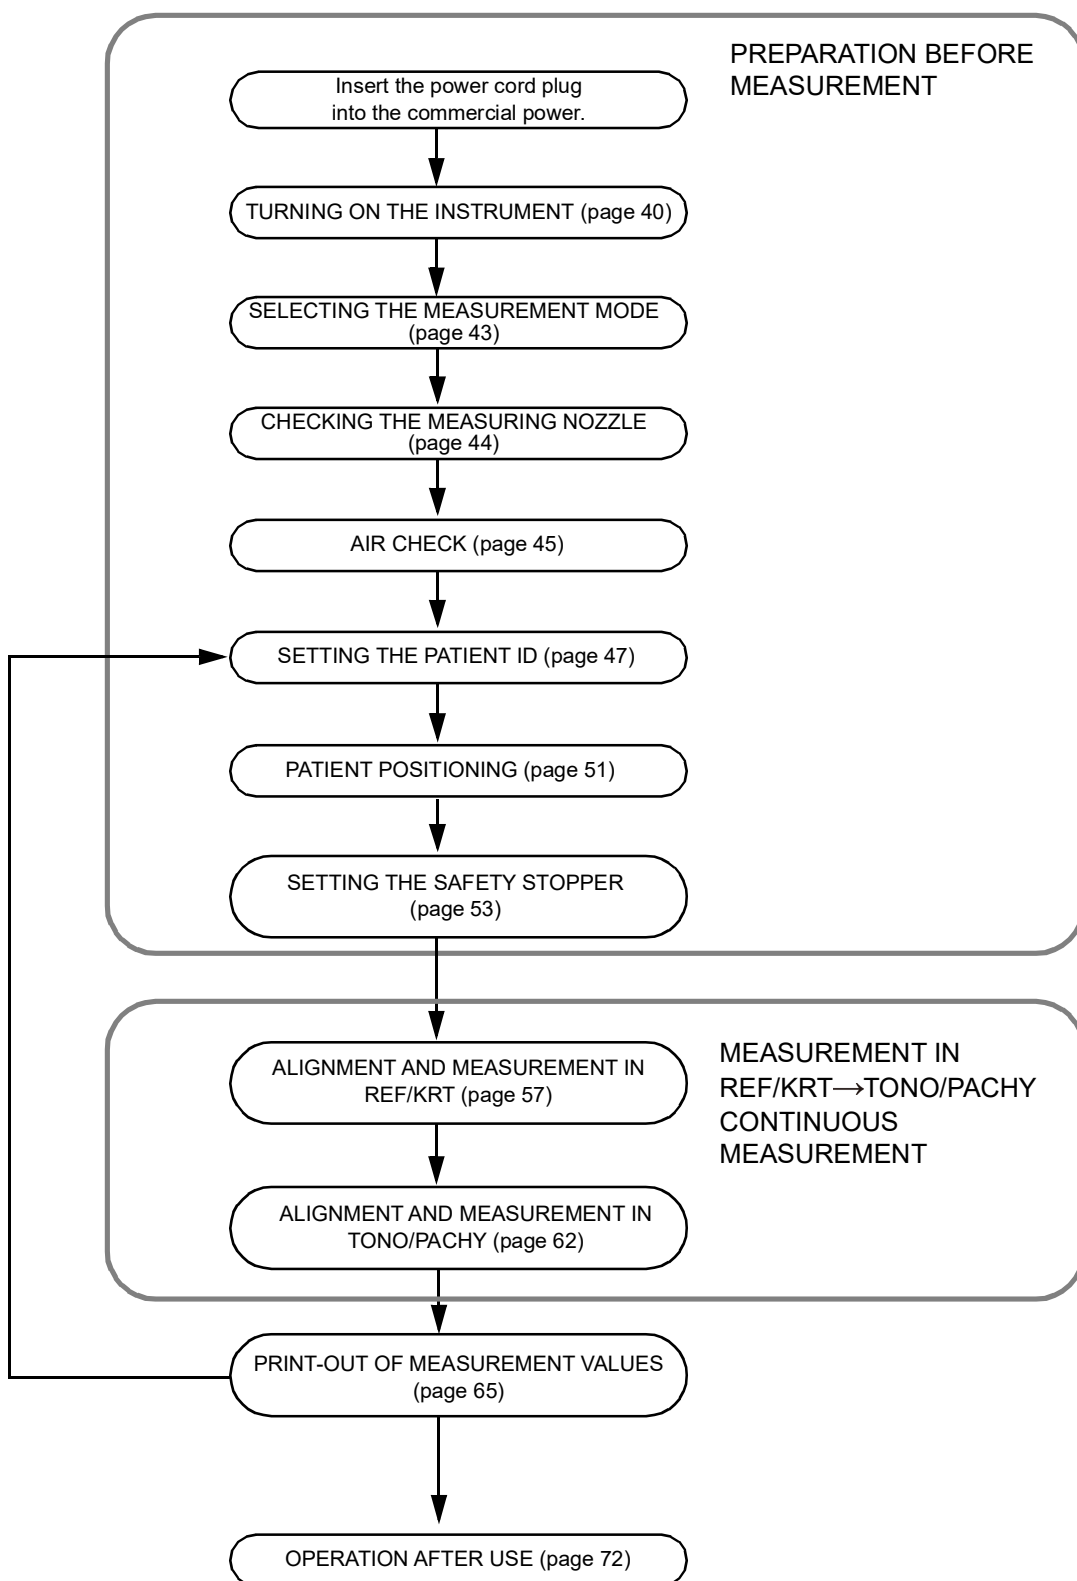 PREPARATION BEFORE
MEASUREMENT
Insert the power cord plug
into the commercial power.
TURNING ON THE INSTRUMENT (page 40)
SELECTING THE MEASUREMENT MODE
(page 43)
CHECKING THE MEASURING NOZZLE
(page 44)
AIR CHECK (page 45)
SETTING THE PATIENT ID (page 47)
PATIENT POSITIONING (page 51)
SETTING THE SAFETY STOPPER
(page 53)
ALIGNMENT AND MEASUREMENT IN
REF/KRT (page 57)
MEASUREMENT IN
REF/KRT→TONO/PACHY
CONTINUOUS
MEASUREMENT
ALIGNMENT AND MEASUREMENT IN
TONO/PACHY (page 62)
PRINT-OUT OF MEASUREMENT VALUES
(page 65)
OPERATION AFTER USE (page 72)